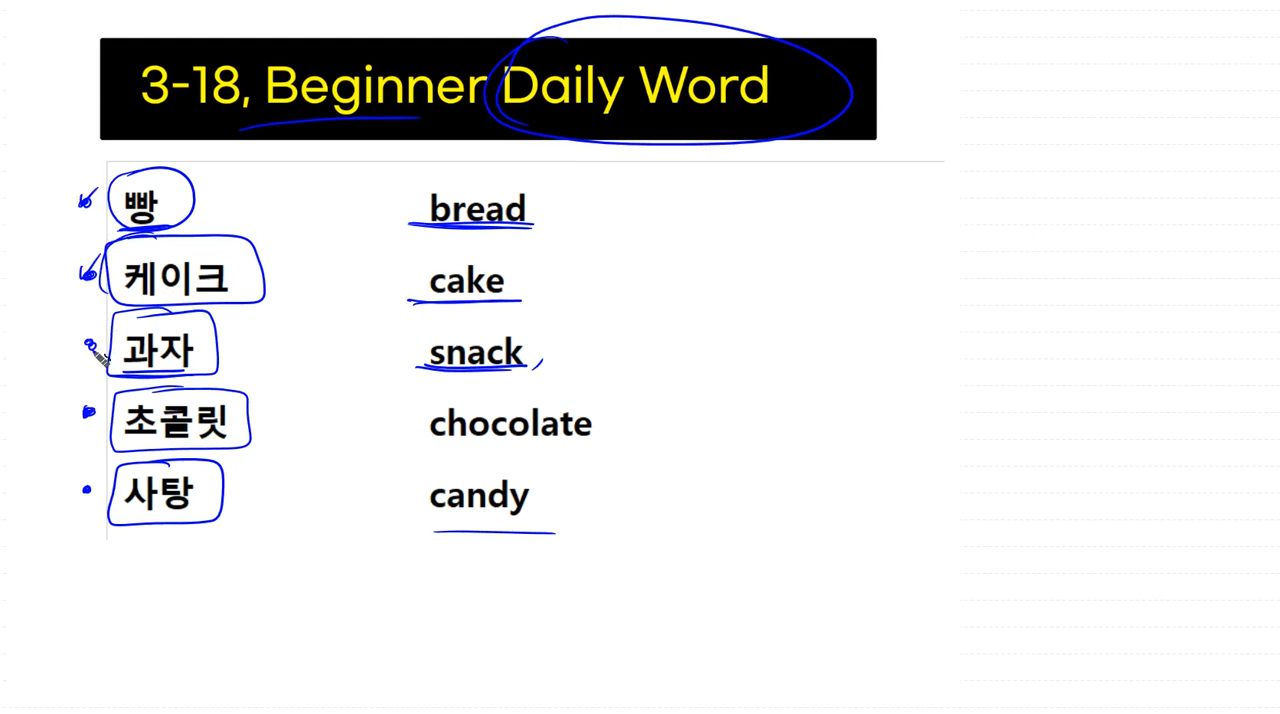 3-18, Beginner Daily Word
빵 bread
케이크 cake
과자 snack
초콜릿 chocolate
사탕 candy